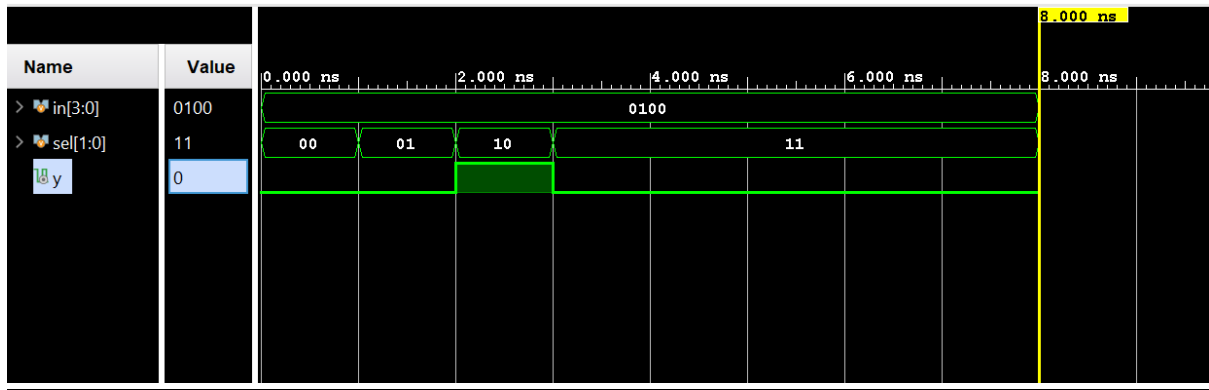 8.000 ns
Name Value
0.000 ns 2.000 ns 4.000 ns 6.000 ns 8.000 ns
in[3:0] 0100 0100
sel[1:0] 11 00 01 10 11
y 0